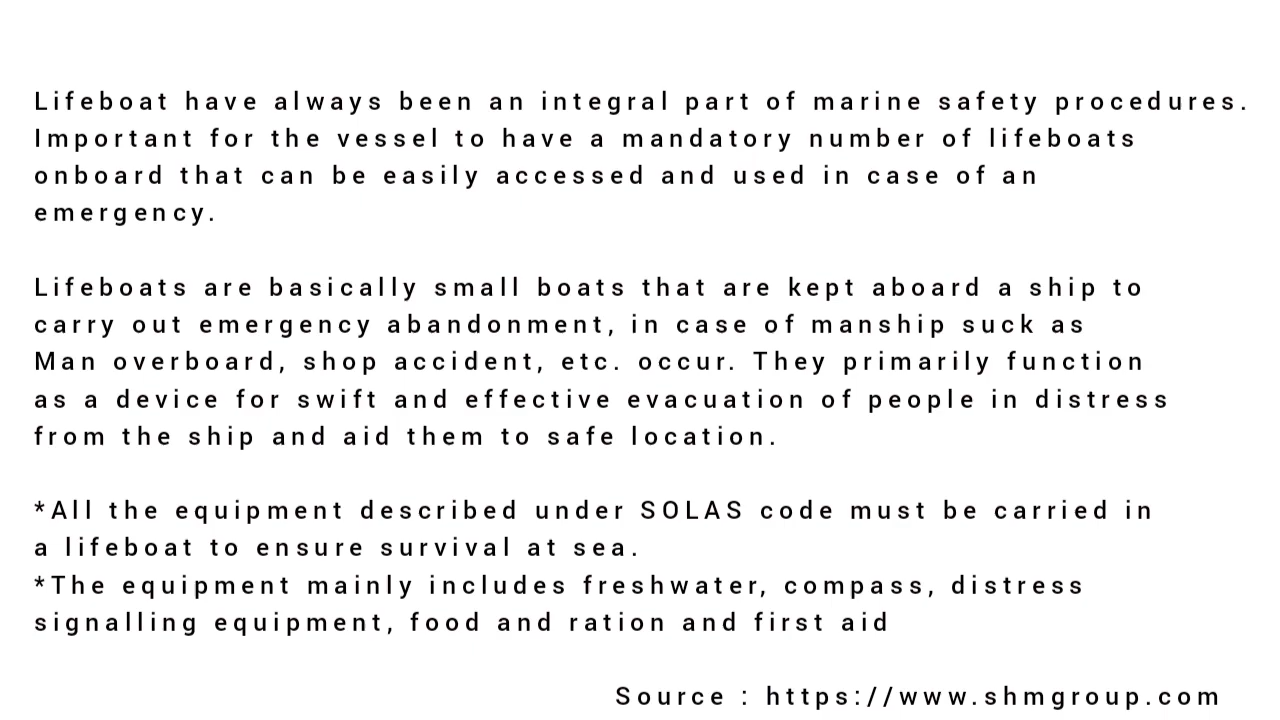 Lifeboat have always been an integral part of marine safety procedures.
Important for the vessel to have a mandatory number of lifeboats
onboard that can be easily accessed and used in case of an
emergency.
Lifeboats are basically small boats that are kept aboard a ship to
carry out emergency abandonment, in case of manship suck as
Man overboard, shop accident, etc. occur. They primarily function
as a device for swift and effective evacuation of people in distress
from the ship and aid them to safe location.
*All the equipment described under SOLAS code must be carried in
a lifeboat to ensure survival at sea.
*The equipment mainly includes freshwater, compass, distress
signalling equipment, food and ration and first aid
Source : https://www.shmgroup.com